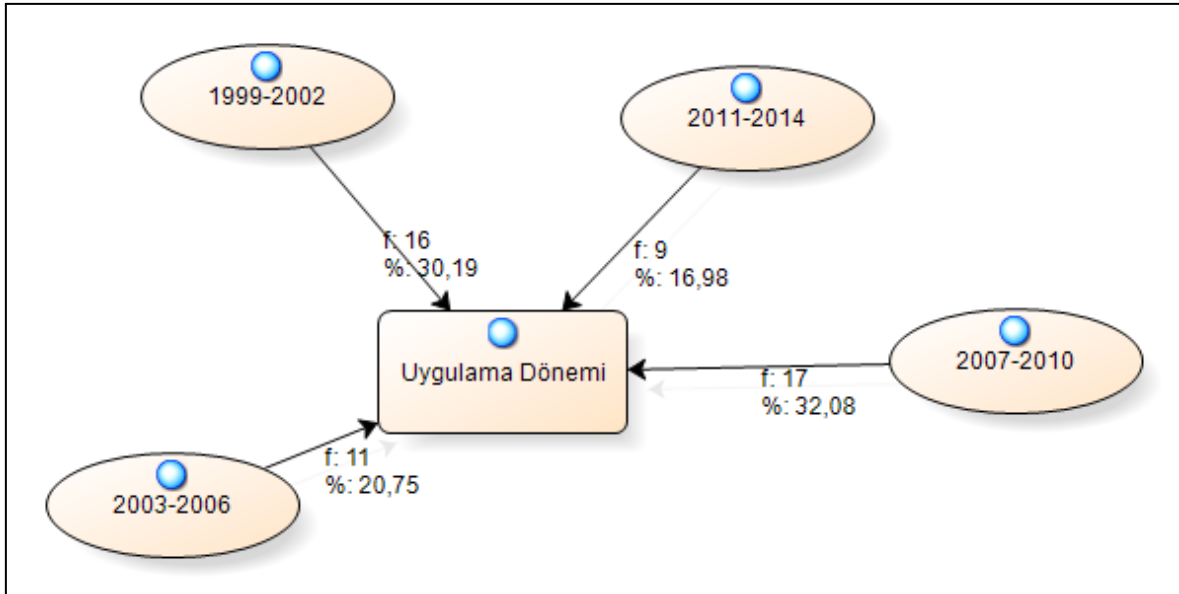 1999-2002
2011-2014
f: 16
%: 30,19
f: 9
%: 16,98
Uygulama Dönemi
2007-2010
f: 17
%: 32,08
f: 11
%: 20,75
2003-2006